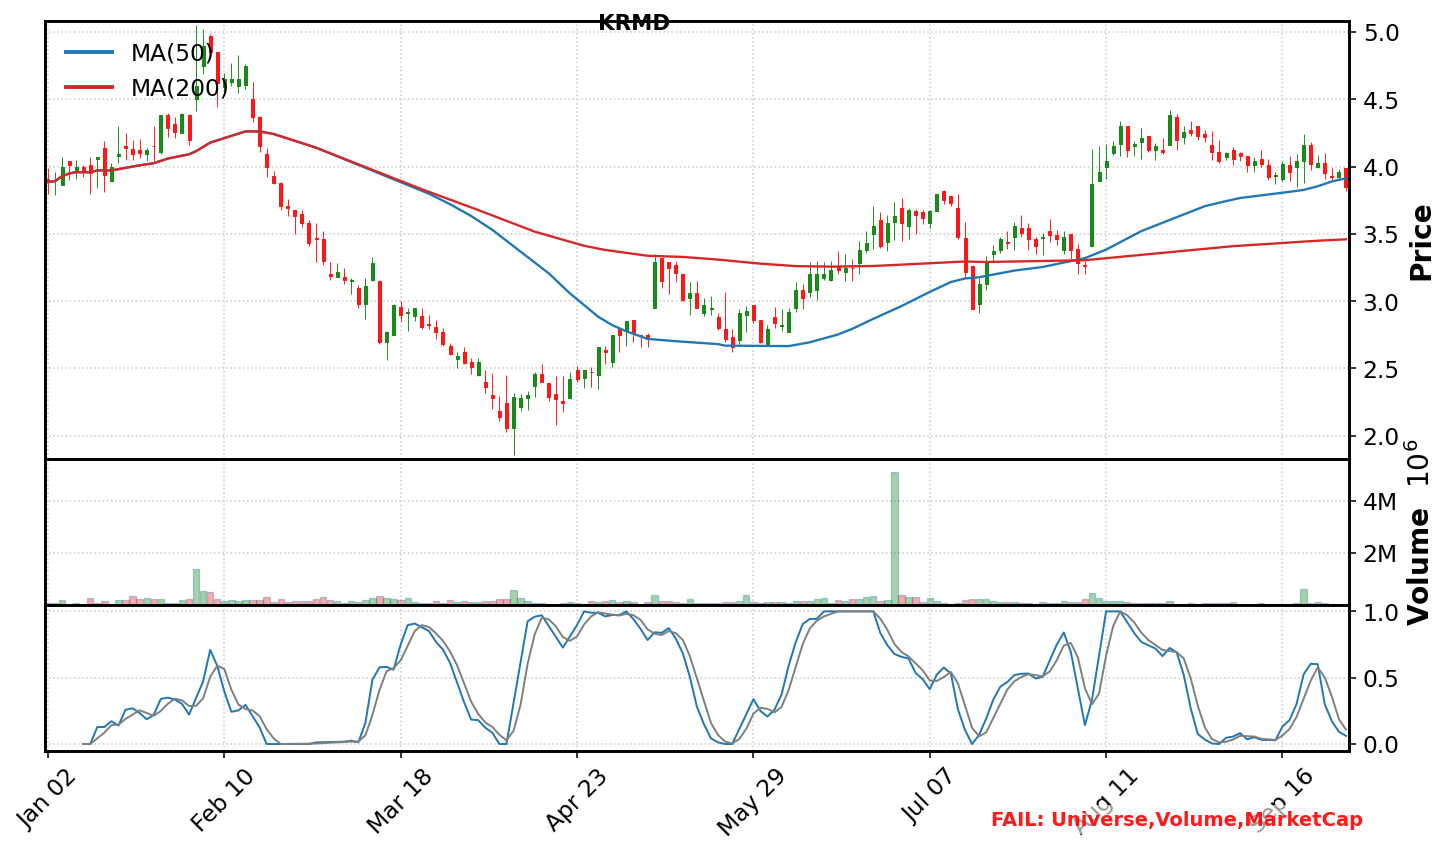 KRMD
MA(50)
MA(200)
5.0
4.5
4.0
3.5
3.0
2.5
2.0
Price
Volume 10^6
4M
2M
1.0
0.5
0.0
Jan 02
Feb 10
Mar 18
Apr 23
May 29
Jul 07
Aug 11
Sep 16
FAIL: Universe,Volume,MarketCap